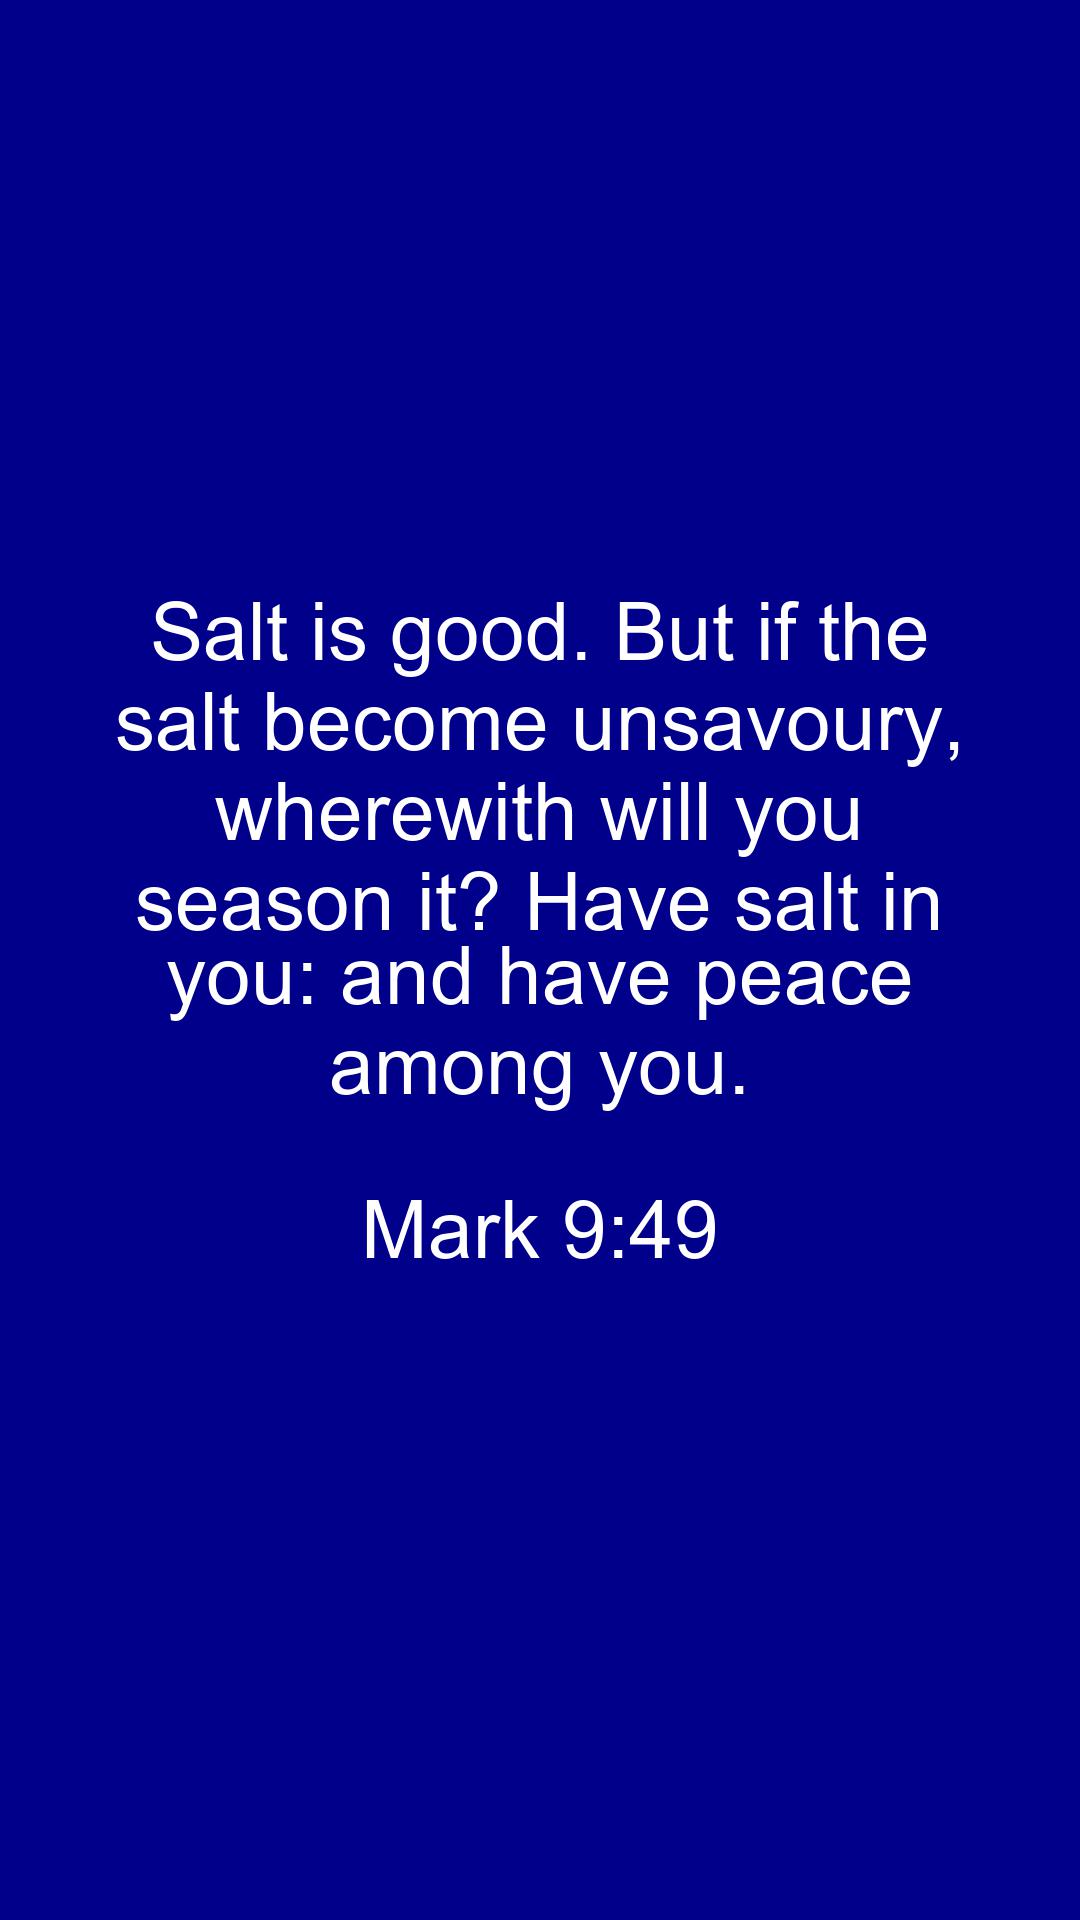 Salt is good. But if the
salt become unsavoury,
wherewith will you
season it? Have salt in
you: and have peace
among you.
Mark 9:49